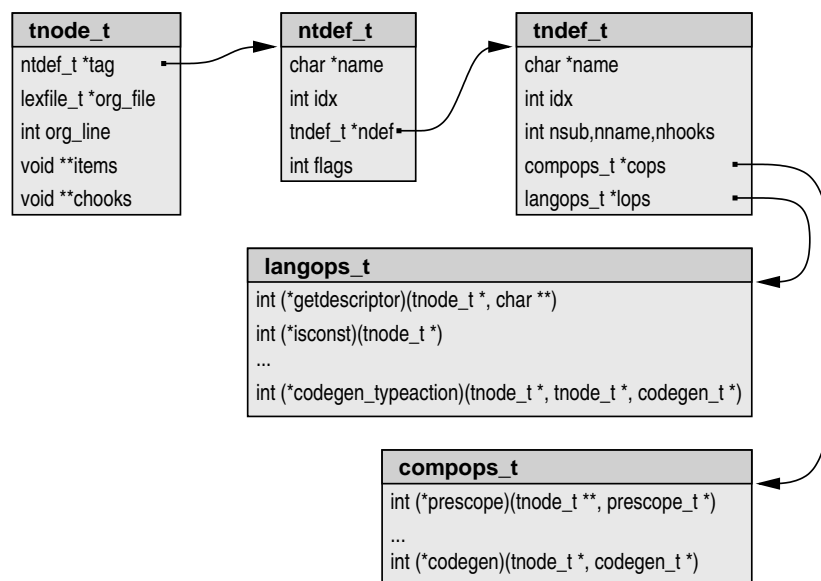 tnode_t
ntdef_t *tag
lexfile_t *org_file
int org_line
void **items
void **chooks
ntdef_t
char *name
int idx
tndef_t *ndef
int flags
tndef_t
char *name
int idx
int nsub,nname,nhooks
compops_t *cops
langops_t *lops
langops_t
int (*getdescriptor)(tnode_t *, char **)
int (*isconst)(tnode_t *)
...
int (*codegen_typeaction)(tnode_t *, tnode_t *, codegen_t *)
compops_t
int (*prescope)(tnode_t **, prescope_t *)
...
int (*codegen)(tnode_t *, codegen_t *)